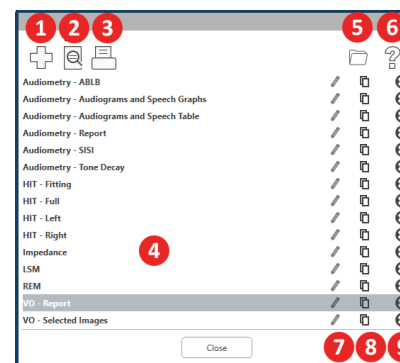 1 2 3 5 6
Audiometry - ABLB
Audiometry - Audiograms and Speech Graphs
Audiometry - Audiograms and Speech Table
Audiometry - Report
Audiometry - SISI
Audiometry - Tone Decay
HIT - Fitting
HIT - Full
HIT - Left
HIT - Right
Impedance
4
LSM
REM
VO - Report
VO - Selected Images
Close 7 8 9